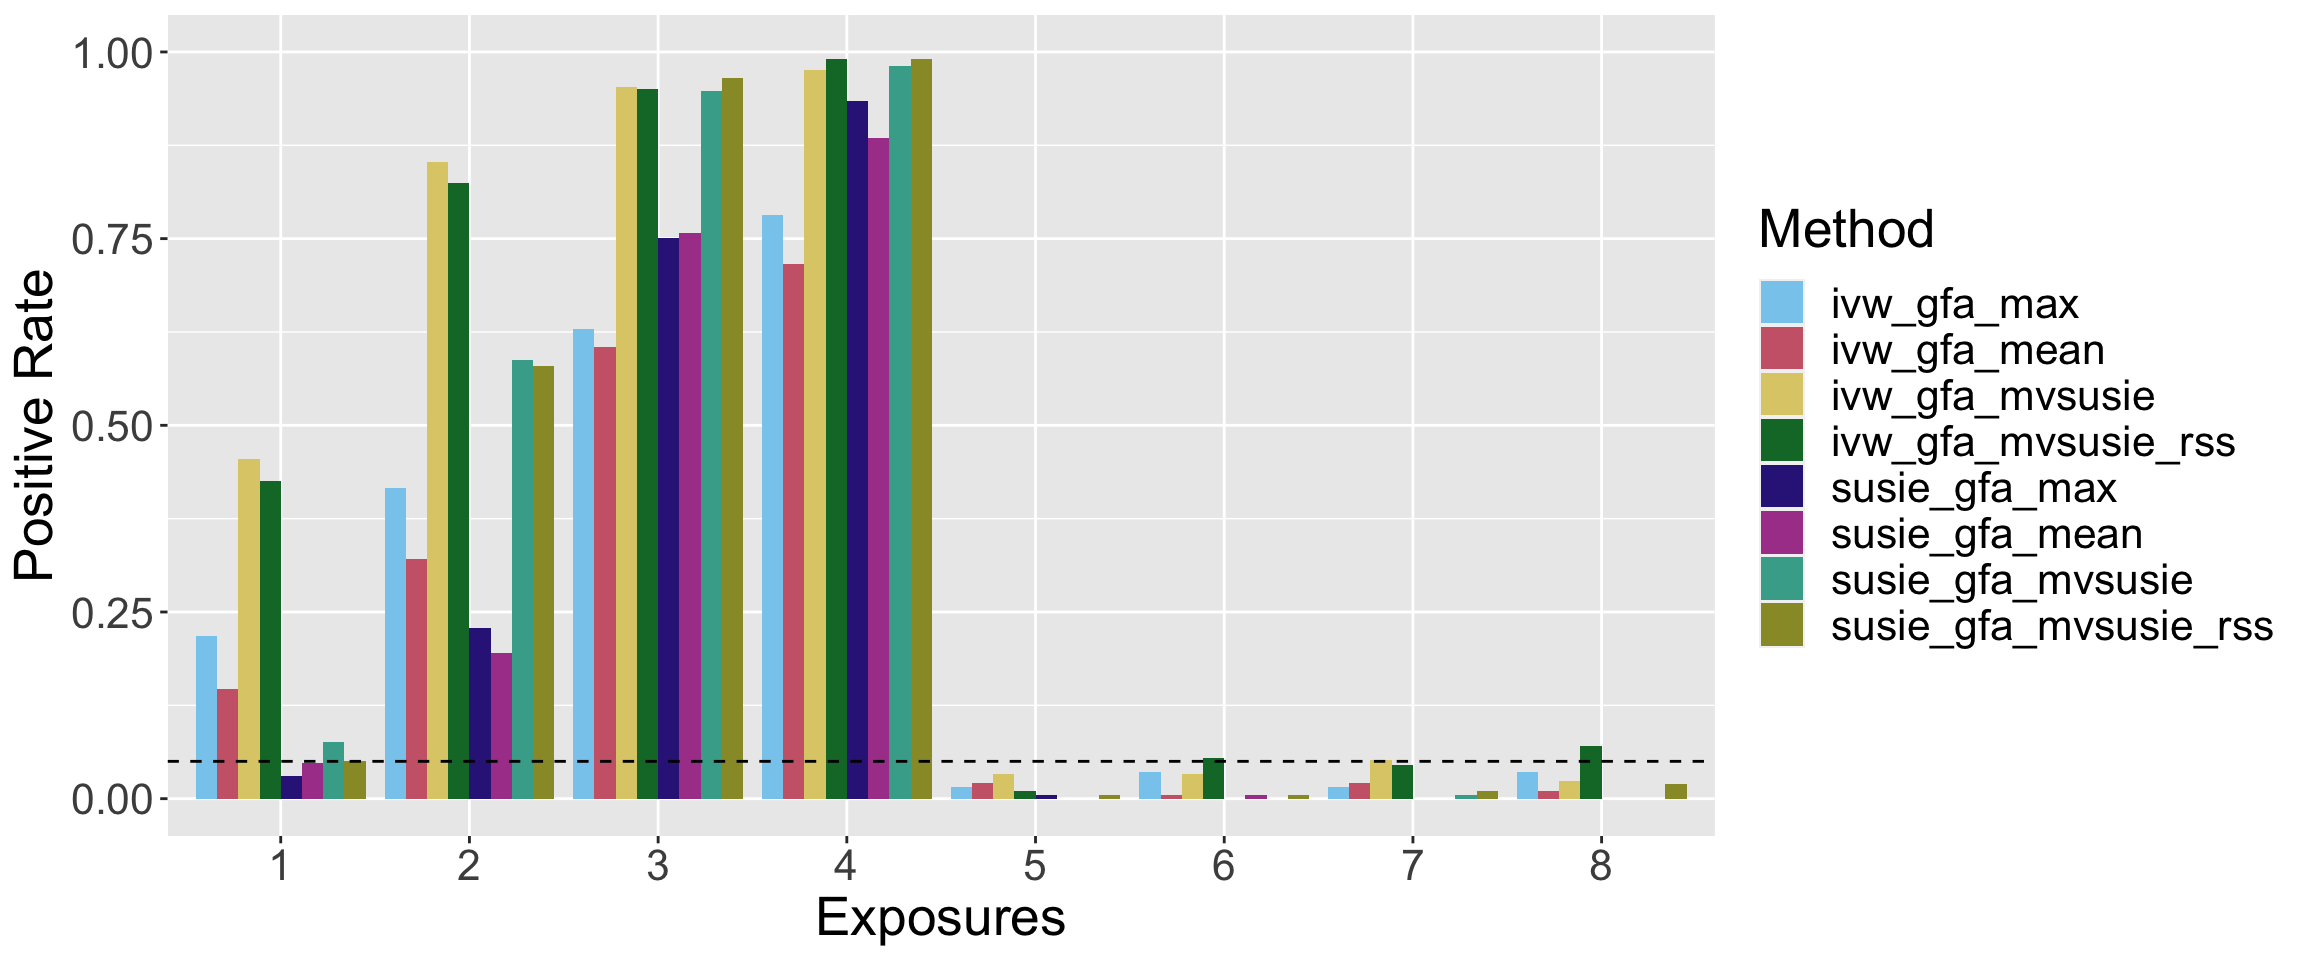 Positive Rate
1.00
0.75
0.50
0.25
0.00
1 2 3 4 5 6 7 8
Exposures
Method
ivw_gfa_max
ivw_gfa_mean
ivw_gfa_mvsusie
ivw_gfa_mvsusie_rss
susie_gfa_max
susie_gfa_mean
susie_gfa_mvsusie
susie_gfa_mvsusie_rss